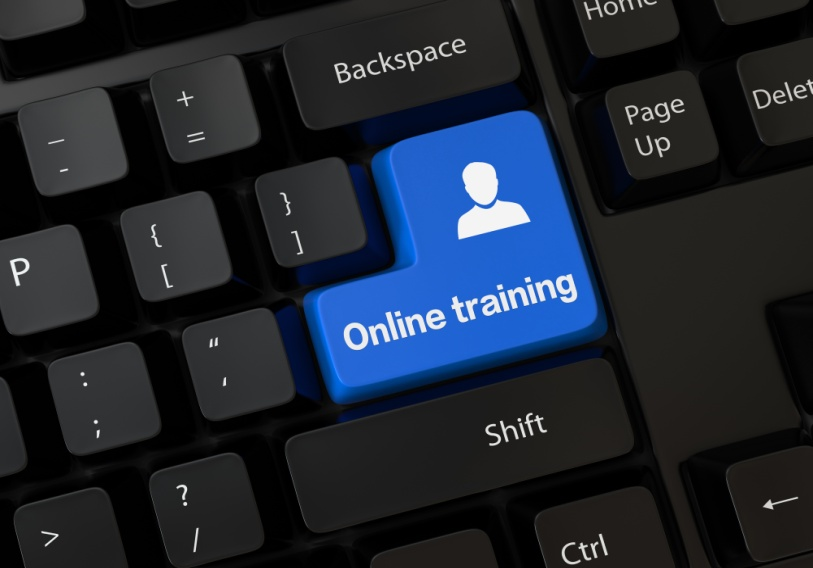 Home
Backspace
+
=
—
-
Page
Up
Delet
}
]
{
[
P
Online training
“
,
:
;
Shift
?
/
>
Ctrl
←